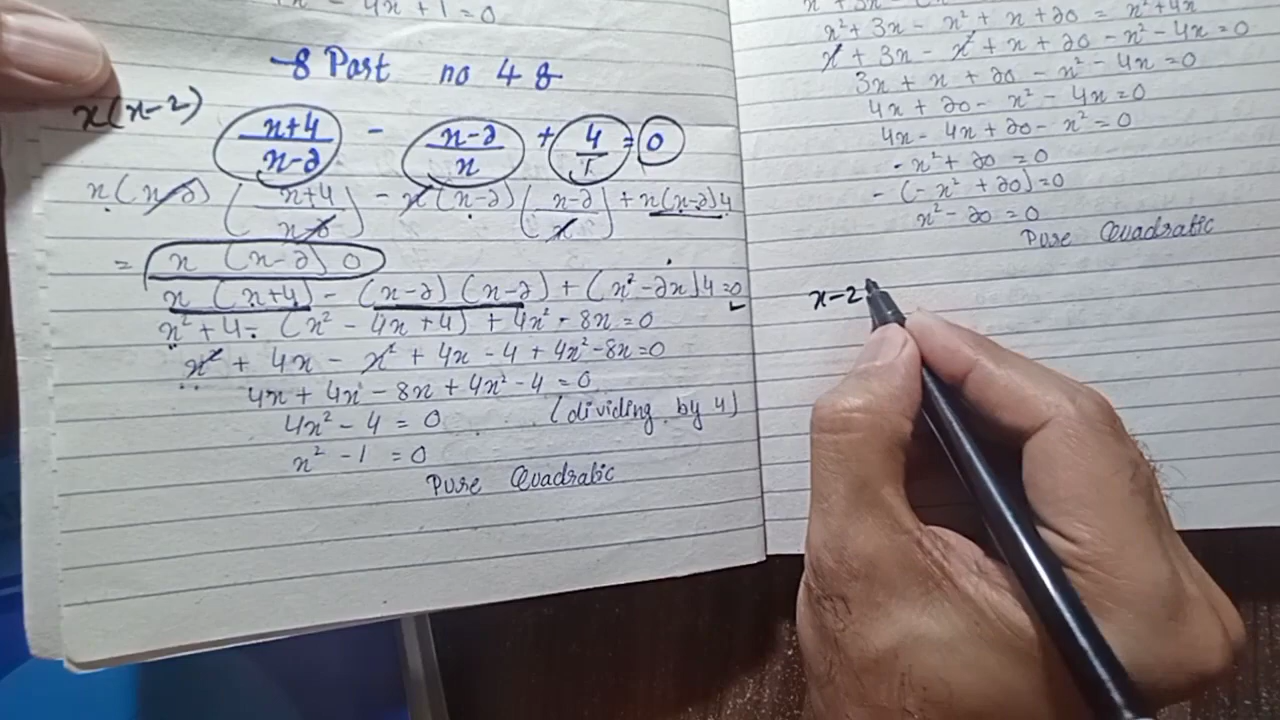 4x + 1 = 0
-8 Part no 4 8-
x(x-2)
x+4/x-2 - x-2/x + 4/1 = 0
x(x-2) (x+4/x-2) - x(x-2) (x-2/x) + x(x-2)4
= x (x-2) 0
x (x+4) - (x-2) (x-2) + (x² - 2x) 4 = 0
x² + 4 - (x² - 4x + 4) + 4x² - 8x = 0
x² + 4x - x² + 4x - 4 + 4x² - 8x = 0
4x + 4x - 8x + 4x² - 4 = 0
4x² - 4 = 0 (dividing by 4)
x² - 1 = 0
Pure Quadratic
x² + 3x - x² + x + 20 = x² + 4x
x² + 3x - x² + x + 20 - x² - 4x = 0
3x + x + 20 - x² - 4x = 0
4x + 20 - x² - 4x = 0
4x - 4x + 20 - x² = 0
- x² + 20 = 0
- (-x² + 20) = 0
x² - 20 = 0
Pure Quadratic
x-2